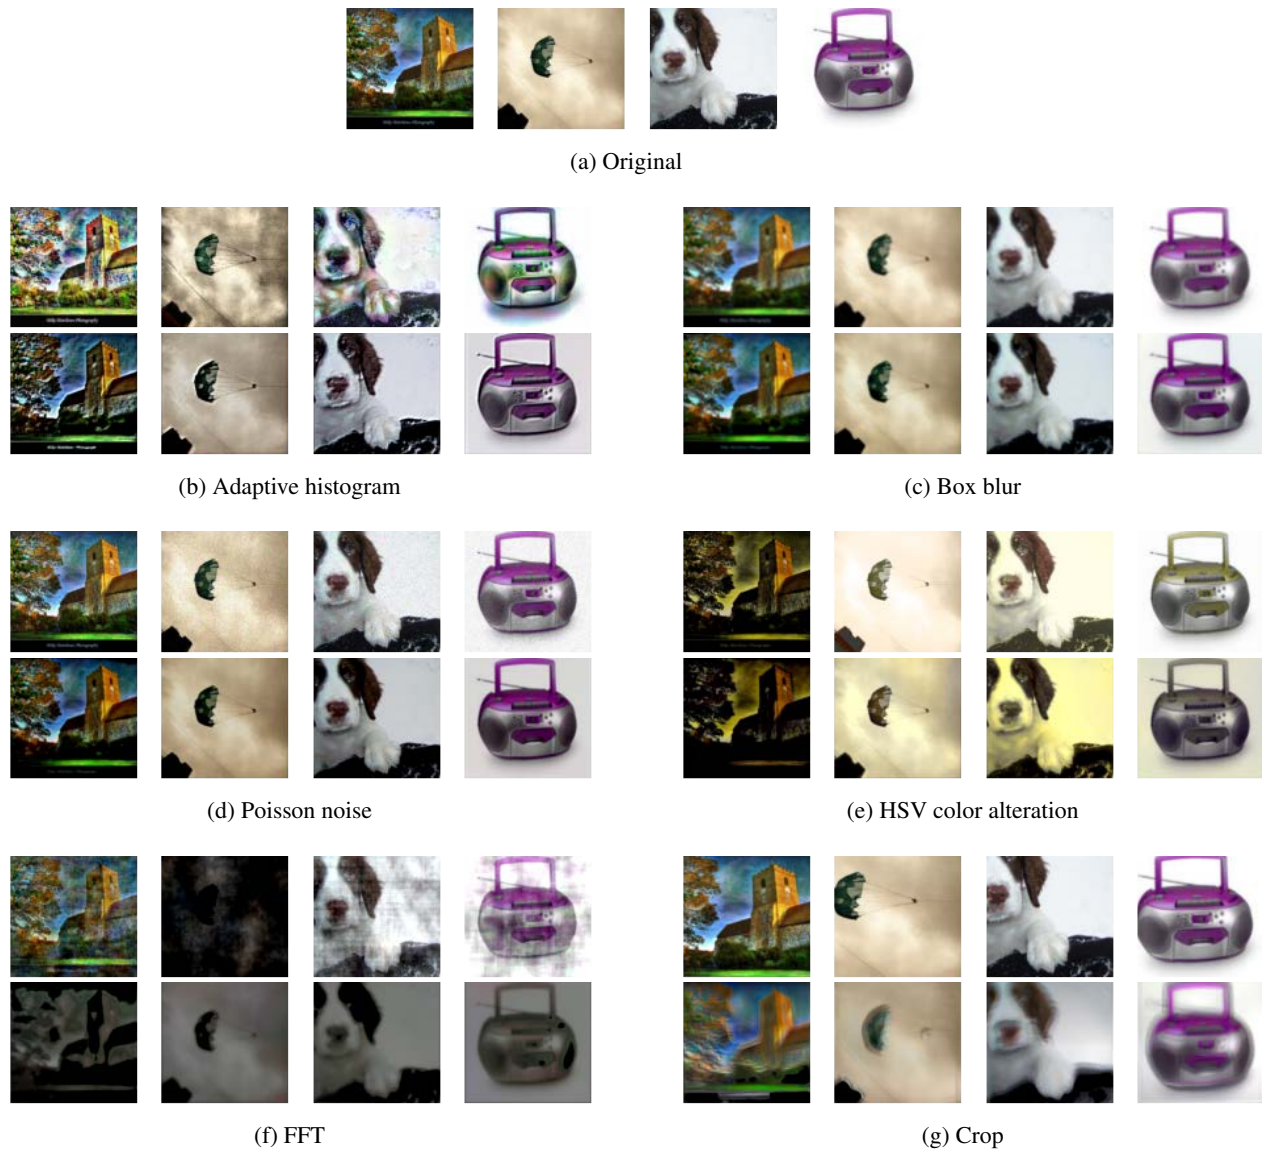 (a) Original
(b) Adaptive histogram
(c) Box blur
(d) Poisson noise
(e) HSV color alteration
(f) FFT
(g) Crop